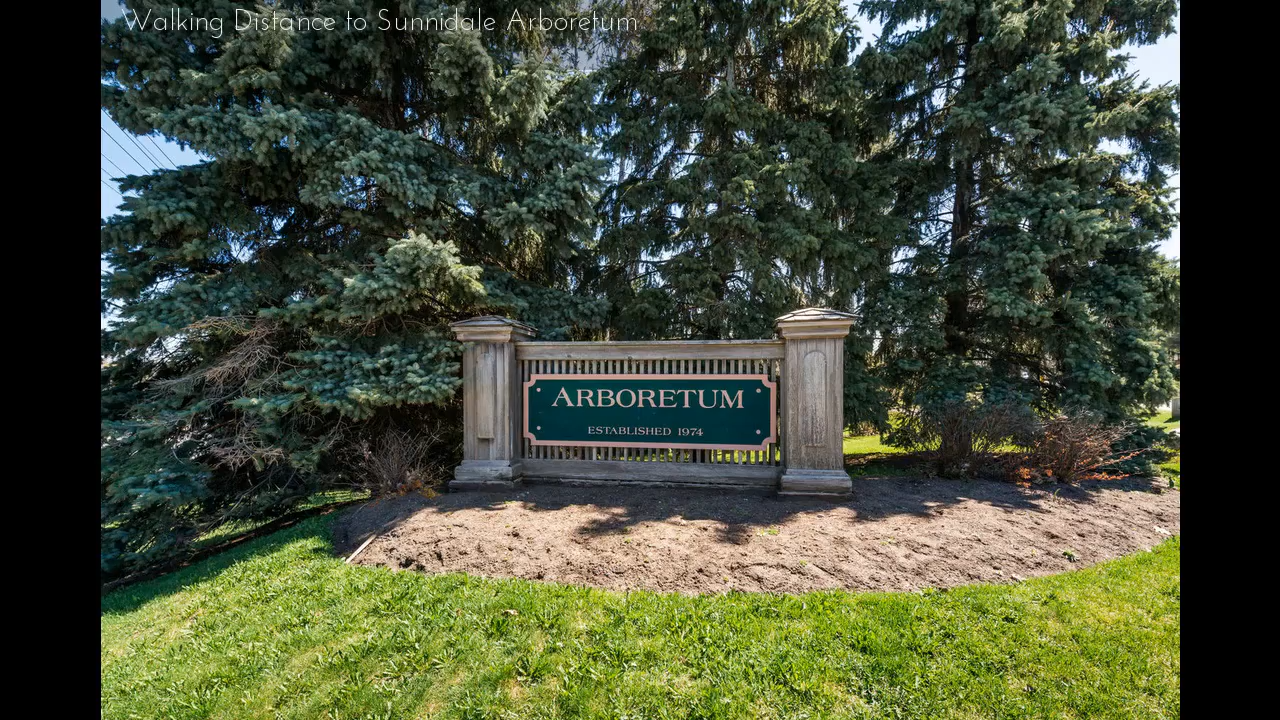 Walking Distance to Sunnidale Arboretum
ARBORETUM
ESTABLISHED 1974